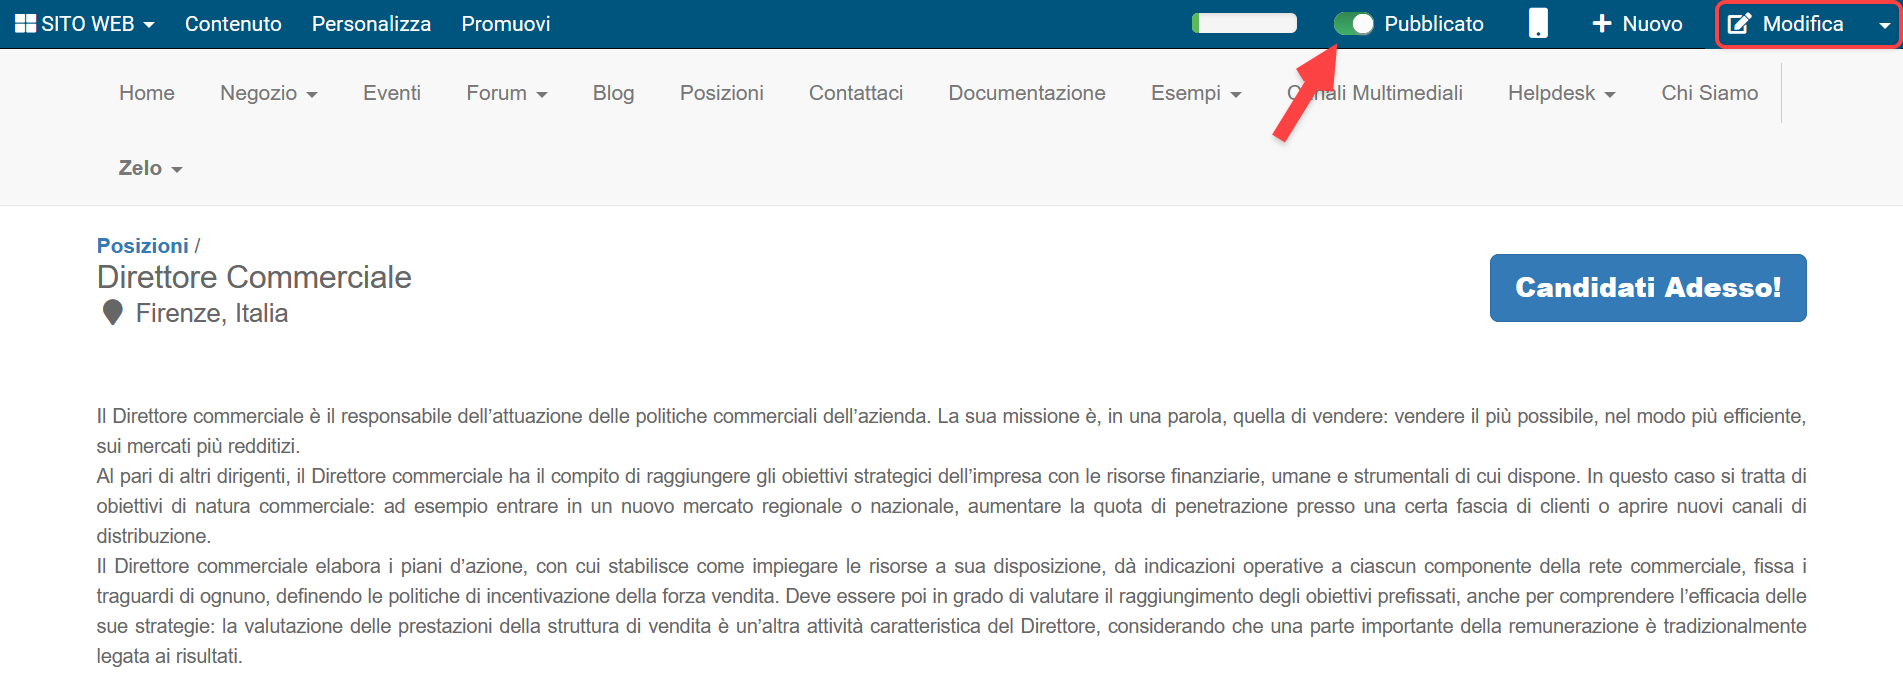 SITO WEB Contenuto Personalizza Promuovi Pubblicato Nuovo Modifica
Home Negozio Eventi Forum Blog Posizioni Contattaci Documentazione Esempi Canali Multimediali Helpdesk Chi Siamo
Zelo
Posizioni /
Direttore Commerciale
Firenze, Italia
Candidati Adesso!
Il Direttore commerciale è il responsabile dell’attuazione delle politiche commerciali dell’azienda. La sua missione è, in una parola, quella di vendere: vendere il più possibile, nel modo più efficiente,
sui mercati più redditizi.
Al pari di altri dirigenti, il Direttore commerciale ha il compito di raggiungere gli obiettivi strategici dell’impresa con le risorse finanziarie, umane e strumentali di cui dispone. In questo caso si tratta di
obiettivi di natura commerciale: ad esempio entrare in un nuovo mercato regionale o nazionale, aumentare la quota di penetrazione presso una certa fascia di clienti o aprire nuovi canali di
distribuzione.
Il Direttore commerciale elabora i piani d’azione, con cui stabilisce come impiegare le risorse a sua disposizione, dà indicazioni operative a ciascun componente della rete commerciale, fissa i
traguardi di ognuno, definendo le politiche di incentivazione della forza vendita. Deve essere poi in grado di valutare il raggiungimento degli obiettivi prefissati, anche per comprendere l’efficacia delle
sue strategie: la valutazione delle prestazioni della struttura di vendita è un’altra attività caratteristica del Direttore, considerando che una parte importante della remunerazione è tradizionalmente
legata ai risultati.